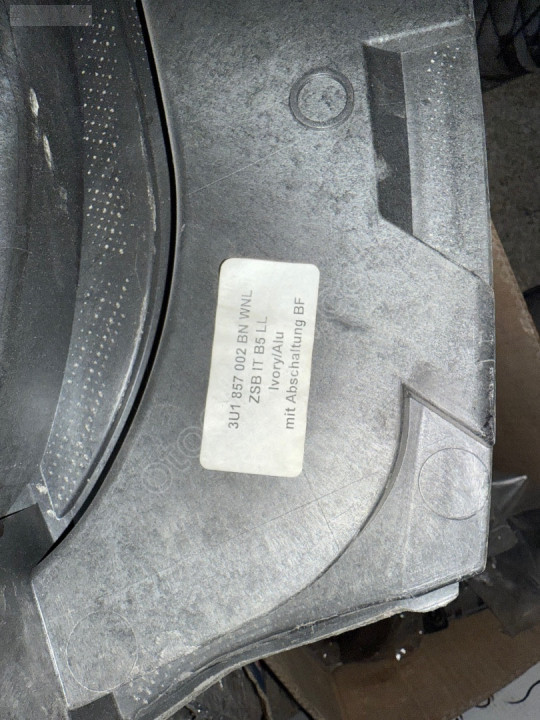 3U1 857 002 BN WNL
ZSB IT B5 LL
Ivory/Alu
mit Abschaltung BF